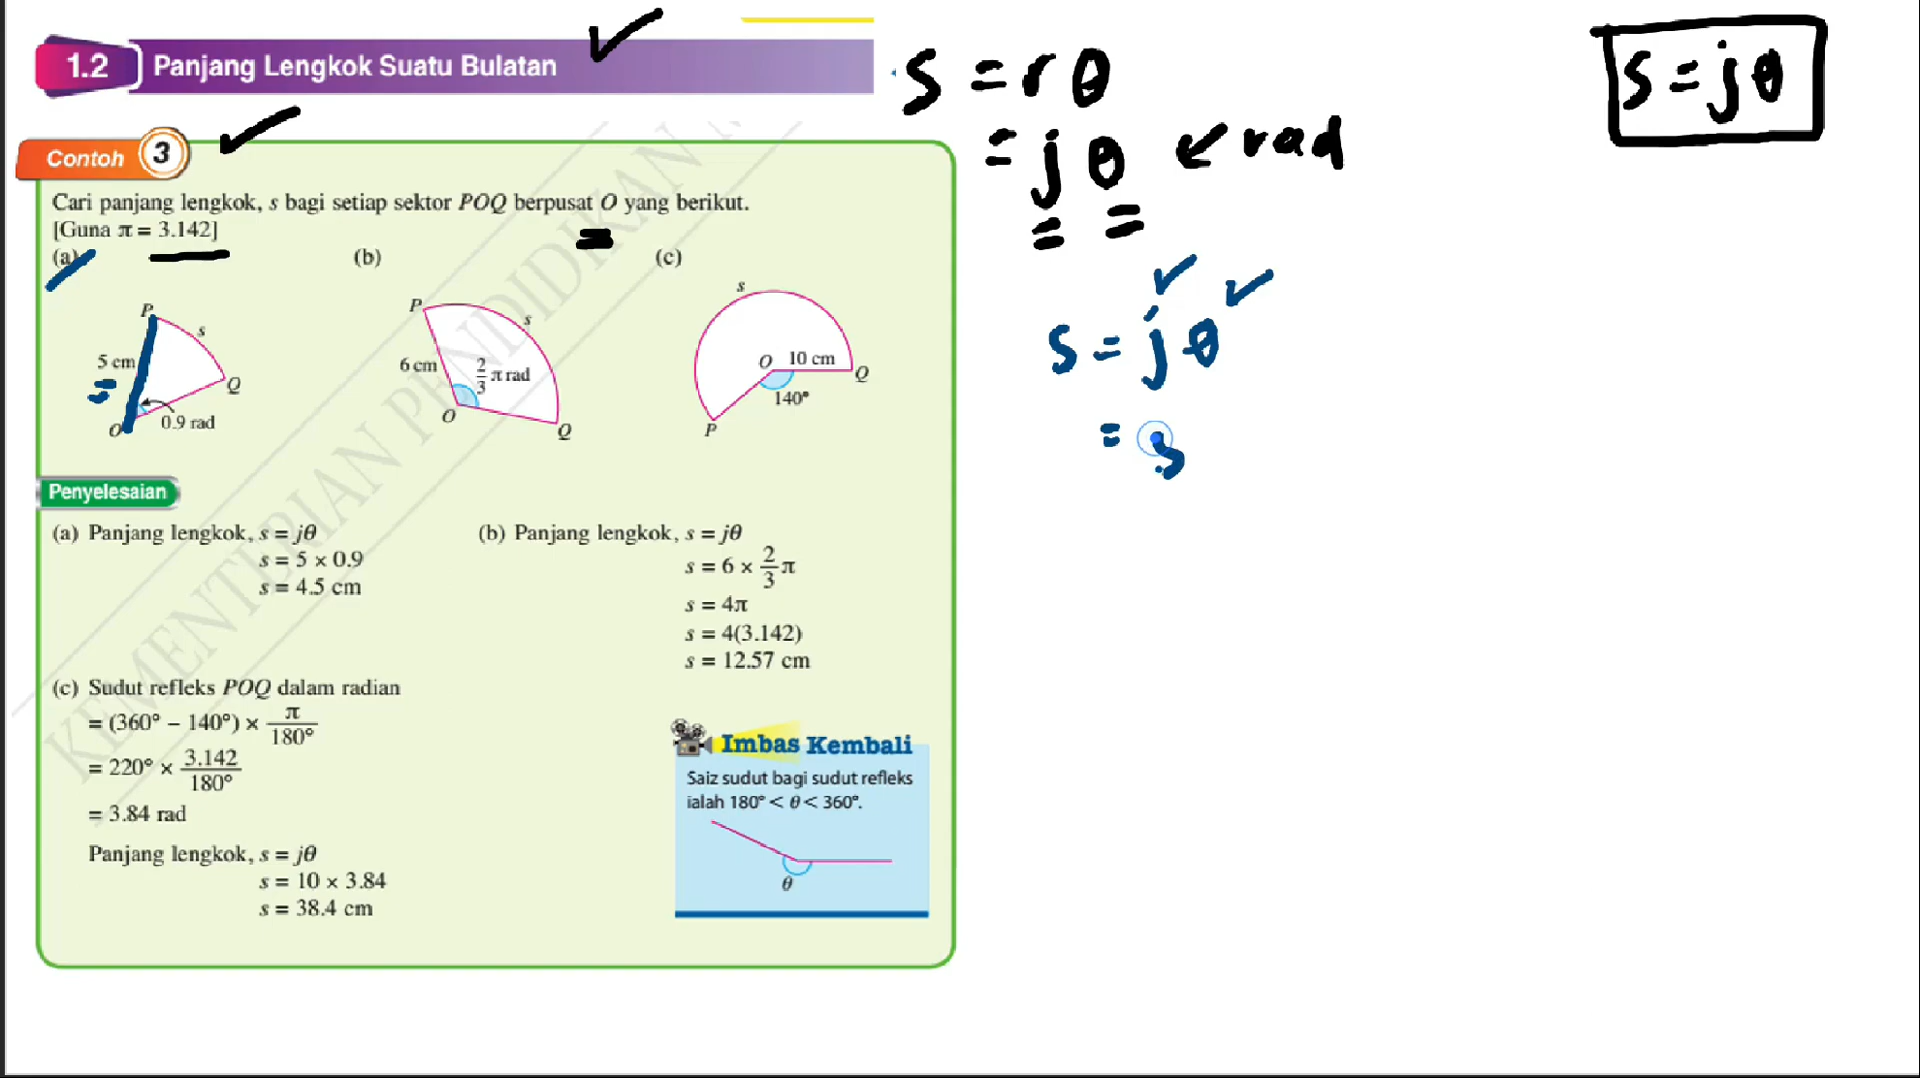 1.2 Panjang Lengkok Suatu Bulatan
Contoh 3
Cari panjang lengkok, s bagi setiap sektor POQ berpusat O yang berikut.
[Guna π = 3.142]
(a) (b) (c)
P s 5 cm Q O 0.9 rad
P s 6 cm 2/3 π rad O Q
s O 10 cm Q 140° P
Penyelesaian
(a) Panjang lengkok, s = jθ
s = 5 × 0.9
s = 4.5 cm
(b) Panjang lengkok, s = jθ
s = 6 × 2/3 π
s = 4π
s = 4(3.142)
s = 12.57 cm
(c) Sudut refleks POQ dalam radian
= (360° – 140°) × π/180°
= 220° × 3.142/180°
= 3.84 rad
Panjang lengkok, s = jθ
s = 10 × 3.84
s = 38.4 cm
Imbas Kembali
Saiz sudut bagi sudut refleks
ialah 180° < θ < 360°.
θ
KEMENTERIAN PENDIDIKAN M
S = rθ
= jθ ← rad
S = jθ
S = jθ
=